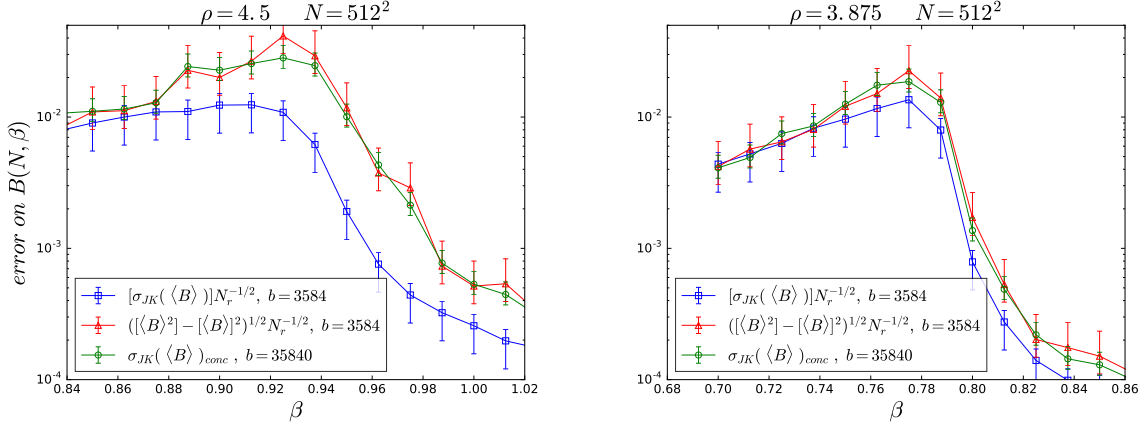 ρ = 4.5 N = 512²
error on B(N, β)
10⁻²
10⁻³
10⁻⁴
[σ_JK(⟨B⟩)]N_r^{-1/2}, b = 3584
([⟨B⟩²] − [⟨B⟩]²)^{1/2} N_r^{-1/2}, b = 3584
σ_JK(⟨B⟩)_conc , b = 35840
0.84 0.86 0.88 0.90 0.92 0.94 0.96 0.98 1.00 1.02
β
ρ = 3.875 N = 512²
10⁻²
10⁻³
10⁻⁴
[σ_JK(⟨B⟩)]N_r^{-1/2}, b = 3584
([⟨B⟩²] − [⟨B⟩]²)^{1/2} N_r^{-1/2}, b = 3584
σ_JK(⟨B⟩)_conc , b = 35840
0.68 0.70 0.72 0.74 0.76 0.78 0.80 0.82 0.84 0.86
β